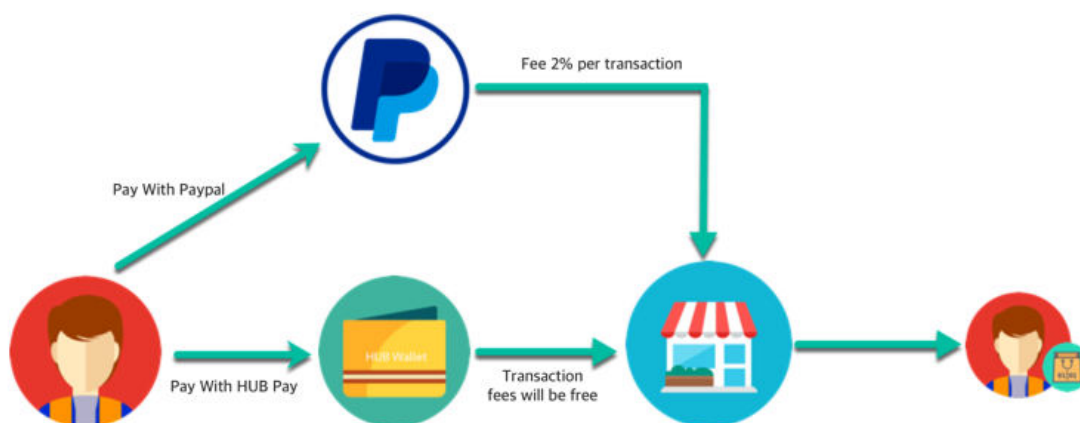 Fee 2% per transaction
Pay With Paypal
HUB Wallet
Pay With HUB Pay
Transaction
fees will be free